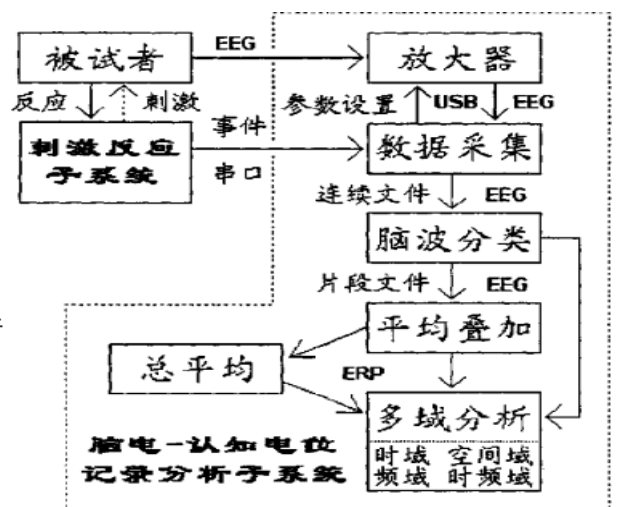 被试者
EEG
放大器
反应
刺激
参数设置
USB
EEG
刺激反应
子系统
事件
串口
数据采集
连续文件
EEG
脑波分类
片段文件
EEG
平均叠加
总平均
ERP
多域分析
时域 空间域
频域 时频域
脑电-认知电位
记录分析子系统